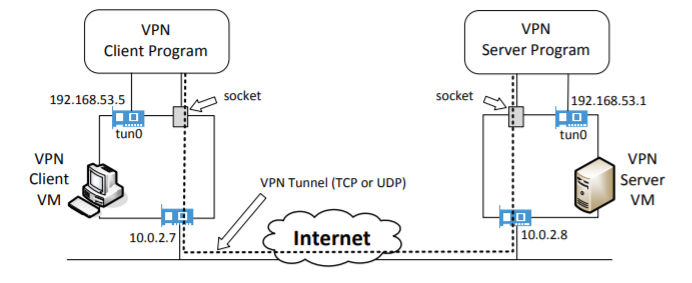 VPN
Client Program
VPN
Server Program
192.168.53.5
socket
socket
192.168.53.1
tun0
tun0
VPN
Client
VM
VPN Tunnel (TCP or UDP)
VPN
Server
VM
10.0.2.7
Internet
10.0.2.8